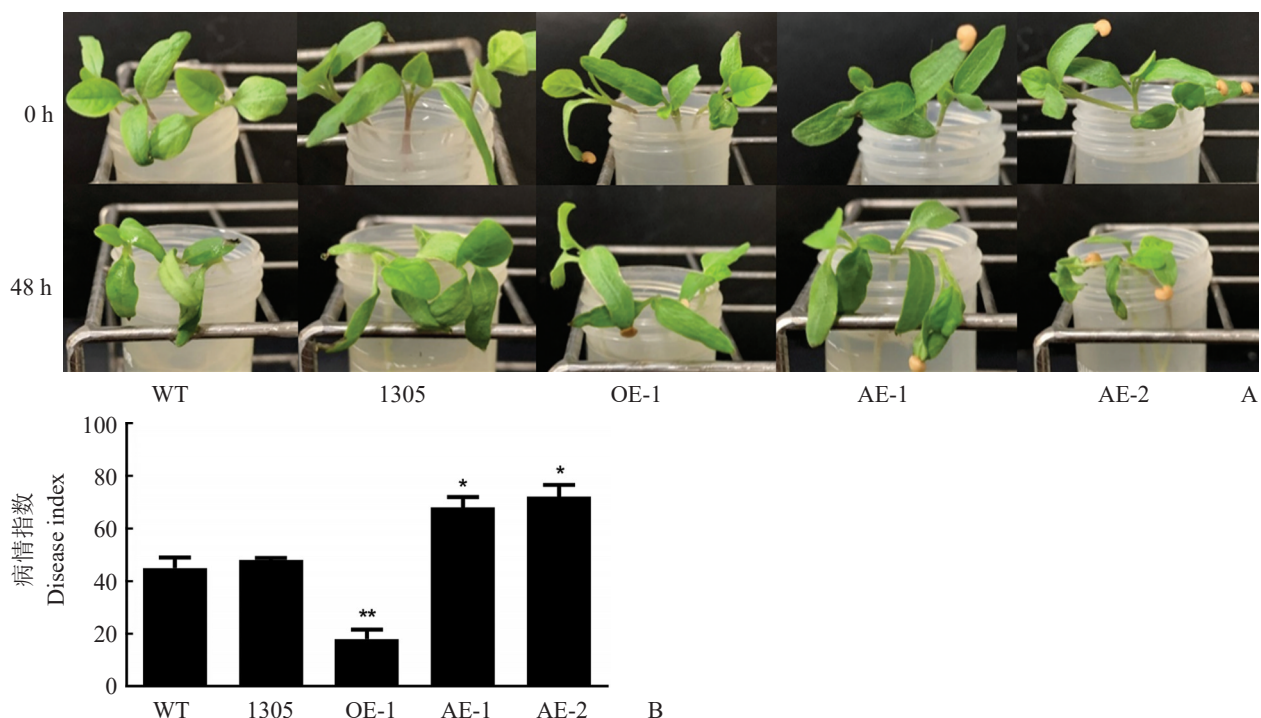 0 h
48 h
WT 1305 OE-1 AE-1 AE-2 A
病情指数
Disease index
100
80
60
40
20
0
*
*
**
WT 1305 OE-1 AE-1 AE-2 B